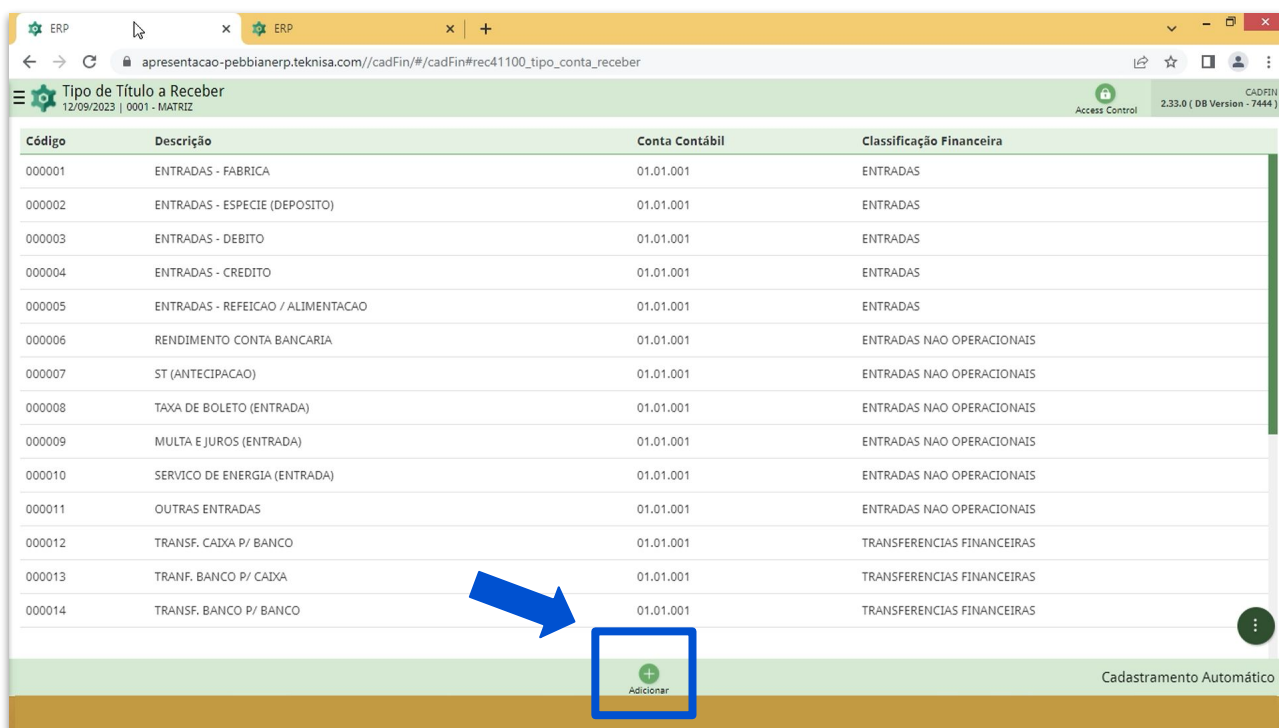 ERP
ERP
apresentacao-pebbianerp.teknisa.com//cadFin/#/cadFin#rec41100_tipo_conta_receber
Tipo de Título a Receber
12/09/2023 | 0001 - MATRIZ
Access Control
CADFIN
2.33.0 ( DB Version - 7444 )
Código Descrição Conta Contábil Classificação Financeira
000001 ENTRADAS - FABRICA 01.01.001 ENTRADAS
000002 ENTRADAS - ESPECIE (DEPOSITO) 01.01.001 ENTRADAS
000003 ENTRADAS - DEBITO 01.01.001 ENTRADAS
000004 ENTRADAS - CREDITO 01.01.001 ENTRADAS
000005 ENTRADAS - REFEICAO / ALIMENTACAO 01.01.001 ENTRADAS
000006 RENDIMENTO CONTA BANCARIA 01.01.001 ENTRADAS NAO OPERACIONAIS
000007 ST (ANTECIPACAO) 01.01.001 ENTRADAS NAO OPERACIONAIS
000008 TAXA DE BOLETO (ENTRADA) 01.01.001 ENTRADAS NAO OPERACIONAIS
000009 MULTA E JUROS (ENTRADA) 01.01.001 ENTRADAS NAO OPERACIONAIS
000010 SERVICO DE ENERGIA (ENTRADA) 01.01.001 ENTRADAS NAO OPERACIONAIS
000011 OUTRAS ENTRADAS 01.01.001 ENTRADAS NAO OPERACIONAIS
000012 TRANSF. CAIXA P/ BANCO 01.01.001 TRANSFERENCIAS FINANCEIRAS
000013 TRANF. BANCO P/ CAIXA 01.01.001 TRANSFERENCIAS FINANCEIRAS
000014 TRANSF. BANCO P/ BANCO 01.01.001 TRANSFERENCIAS FINANCEIRAS
Adicionar
Cadastramento Automático